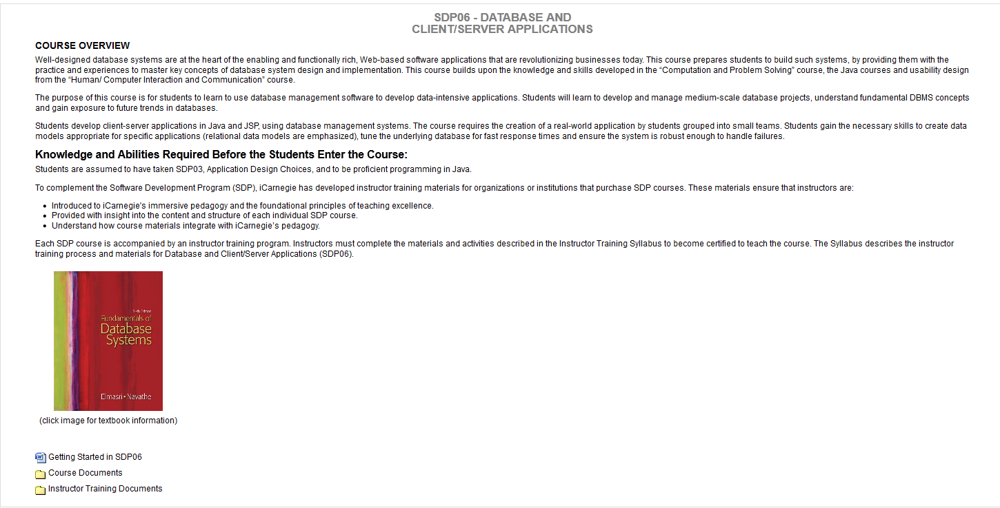 SDP06 - DATABASE AND
CLIENT/SERVER APPLICATIONS
COURSE OVERVIEW
Well-designed database systems are at the heart of the enabling and functionally rich, Web-based software applications that are revolutionizing businesses today. This course prepares students to build such systems, by providing them with the
practice and experiences to master key concepts of database system design and implementation. This course builds upon the knowledge and skills developed in the “Computation and Problem Solving” course, the Java courses and usability design
from the “Human/ Computer Interaction and Communication” course.
The purpose of this course is for students to learn to use database management software to develop data-intensive applications. Students will learn to develop and manage medium-scale database projects, understand fundamental DBMS concepts
and gain exposure to future trends in databases.
Students develop client-server applications in Java and JSP, using database management systems. The course requires the creation of a real-world application by students grouped into small teams. Students gain the necessary skills to create data
models appropriate for specific applications (relational data models are emphasized), tune the underlying database for fast response times and ensure the system is robust enough to handle failures.
Knowledge and Abilities Required Before the Students Enter the Course:
Students are assumed to have taken SDP03, Application Design Choices, and to be proficient programming in Java.
To complement the Software Development Program (SDP), iCarnegie has developed instructor training materials for organizations or institutions that purchase SDP courses. These materials ensure that instructors are:
• Introduced to iCarnegie's immersive pedagogy and the foundational principles of teaching excellence.
• Provided with insight into the content and structure of each individual SDP course.
• Understand how course materials integrate with iCarnegie’s pedagogy.
Each SDP course is accompanied by an instructor training program. Instructors must complete the materials and activities described in the Instructor Training Syllabus to become certified to teach the course. The Syllabus describes the instructor
training process and materials for Database and Client/Server Applications (SDP06).
Sixth Edition
Fundamentals of
Database
Systems
Elmasri • Navathe
(click image for textbook information)
Getting Started in SDP06
Course Documents
Instructor Training Documents